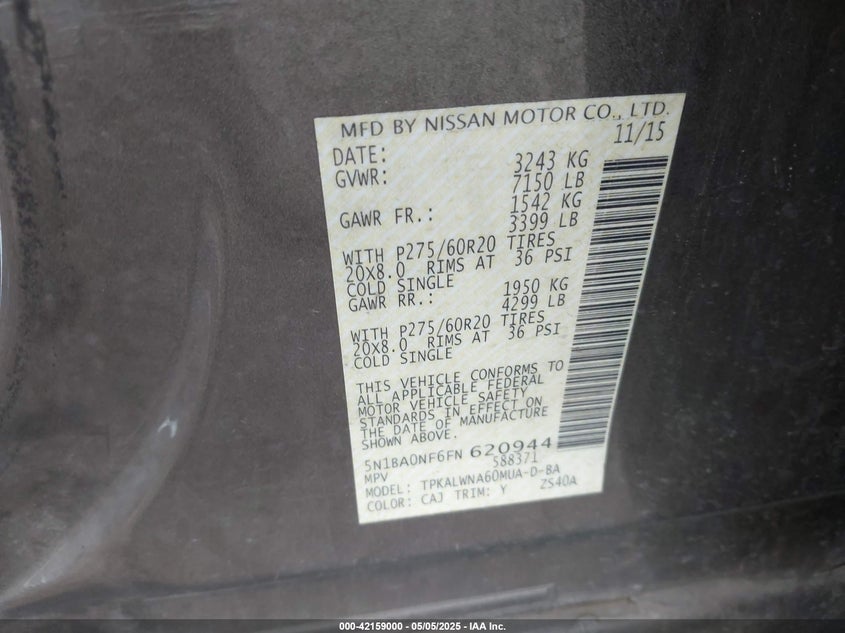 MFD BY NISSAN MOTOR CO., LTD.
DATE: 11/15
GVWR: 3243 KG
7150 LB
GAWR FR.: 1542 KG
3399 LB
WITH P275/60R20 TIRES
20X8.0 RIMS AT 36 PSI
COLD SINGLE
GAWR RR.: 1950 KG
4299 LB
WITH P275/60R20 TIRES
20X8.0 RIMS AT 36 PSI
COLD SINGLE
THIS VEHICLE CONFORMS TO
ALL APPLICABLE FEDERAL
MOTOR VEHICLE SAFETY
STANDARDS IN EFFECT ON
THE DATE OF MANUFACTURE
SHOWN ABOVE.
5N1BA0NF6FN 620944
MPV S88371
MODEL: TPKALWNA60MUA-D-BA
COLOR: CAJ TRIM: Y ZS40A
000-42159000 - 05/05/2025 - IAA Inc.